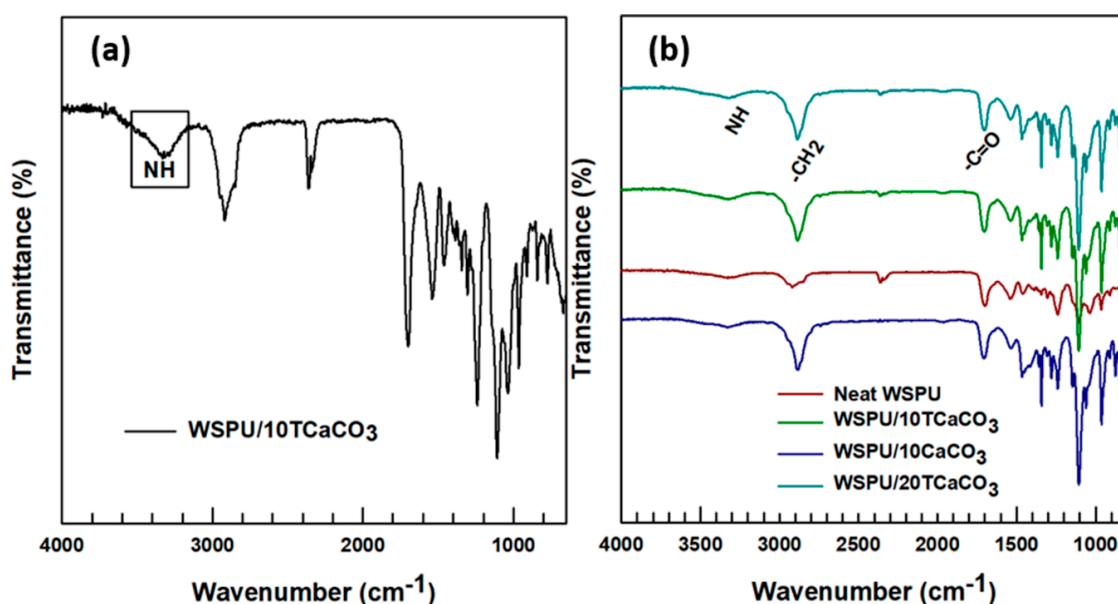 (a)
NH
WSPU/10TCaCO3
Transmittance (%)
4000 3000 2000 1000
Wavenumber (cm-1)
(b)
NH
-CH2
-C=O
Neat WSPU
WSPU/10TCaCO3
WSPU/10CaCO3
WSPU/20TCaCO3
Transmittance (%)
4000 3500 3000 2500 2000 1500 1000
Wavenumber (cm-1)